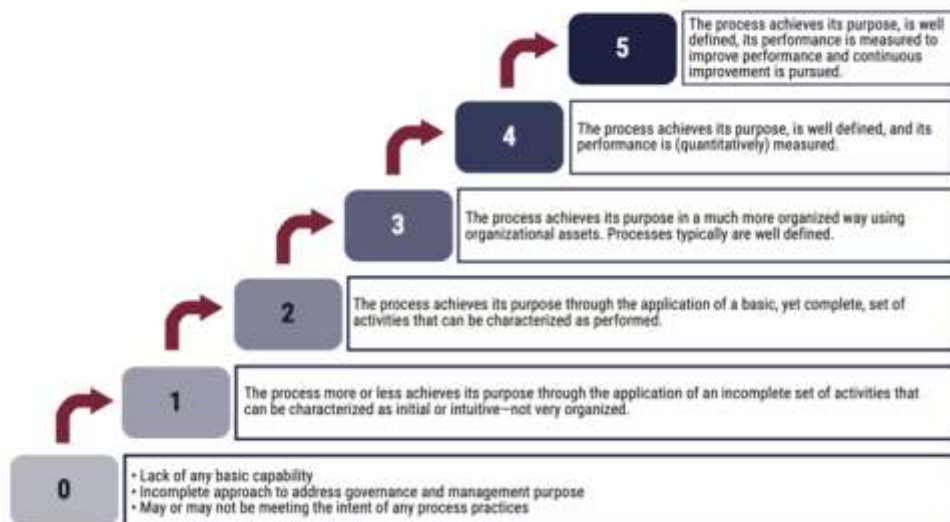 5
The process achieves its purpose, is well
defined, its performance is measured to
improve performance and continuous
improvement is pursued.
4
The process achieves its purpose, is well defined, and its
performance is (quantitatively) measured.
3
The process achieves its purpose in a much more organized way using
organizational assets. Processes typically are well defined.
2
The process achieves its purpose through the application of a basic, yet complete, set of
activities that can be characterized as performed.
1
The process more or less achieves its purpose through the application of an incomplete set of activities that
can be characterized as initial or intuitive—not very organized.
0
• Lack of any basic capability
• Incomplete approach to address governance and management purpose
• May or may not be meeting the intent of any process practices